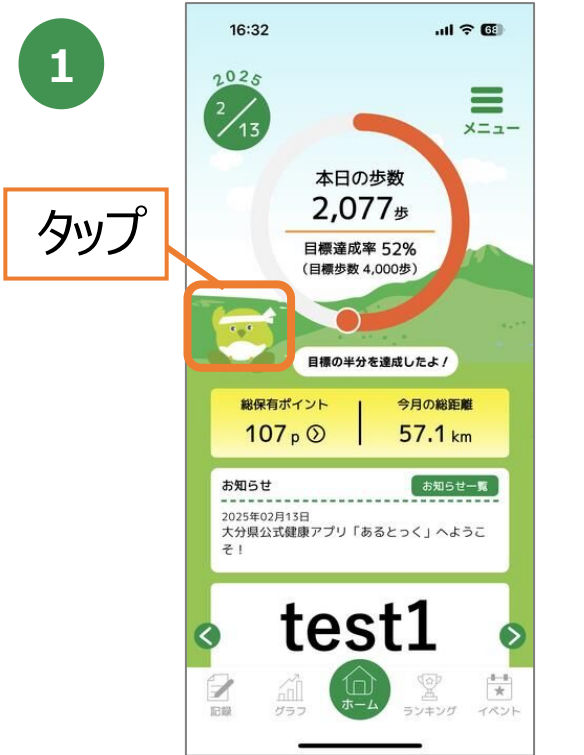 1
16:32
68
2025
2/13
メニュー
本日の歩数
2,077歩
目標達成率 52%
(目標歩数 4,000歩)
タップ
目標の半分を達成したよ!
総保有ポイント
107 p
今月の総距離
57.1 km
お知らせ
お知らせ一覧
2025年02月13日
大分県公式健康アプリ「あるとっく」へようこ
そ!
test1
記録
グラフ
ホーム
ランキング
イベント